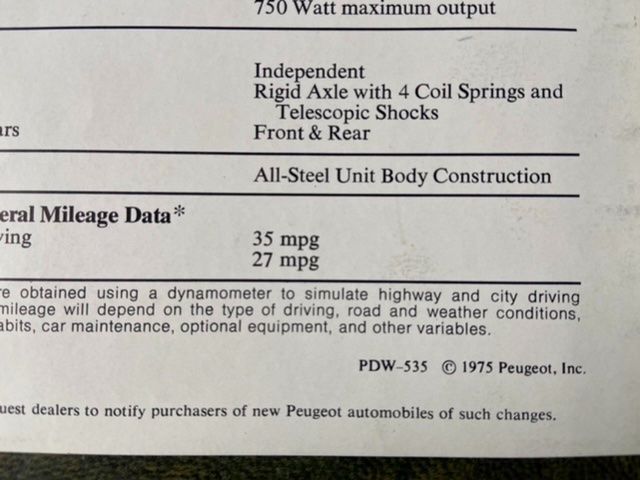 750 Watt maximum output
Independent
Rigid Axle with 4 Coil Springs and
Telescopic Shocks
ars Front & Rear
All-Steel Unit Body Construction
eral Mileage Data*
ving 35 mpg
27 mpg
re obtained using a dynamometer to simulate highway and city driving
mileage will depend on the type of driving, road and weather conditions,
abits, car maintenance, optional equipment, and other variables.
PDW-535 © 1975 Peugeot, Inc.
uest dealers to notify purchasers of new Peugeot automobiles of such changes.